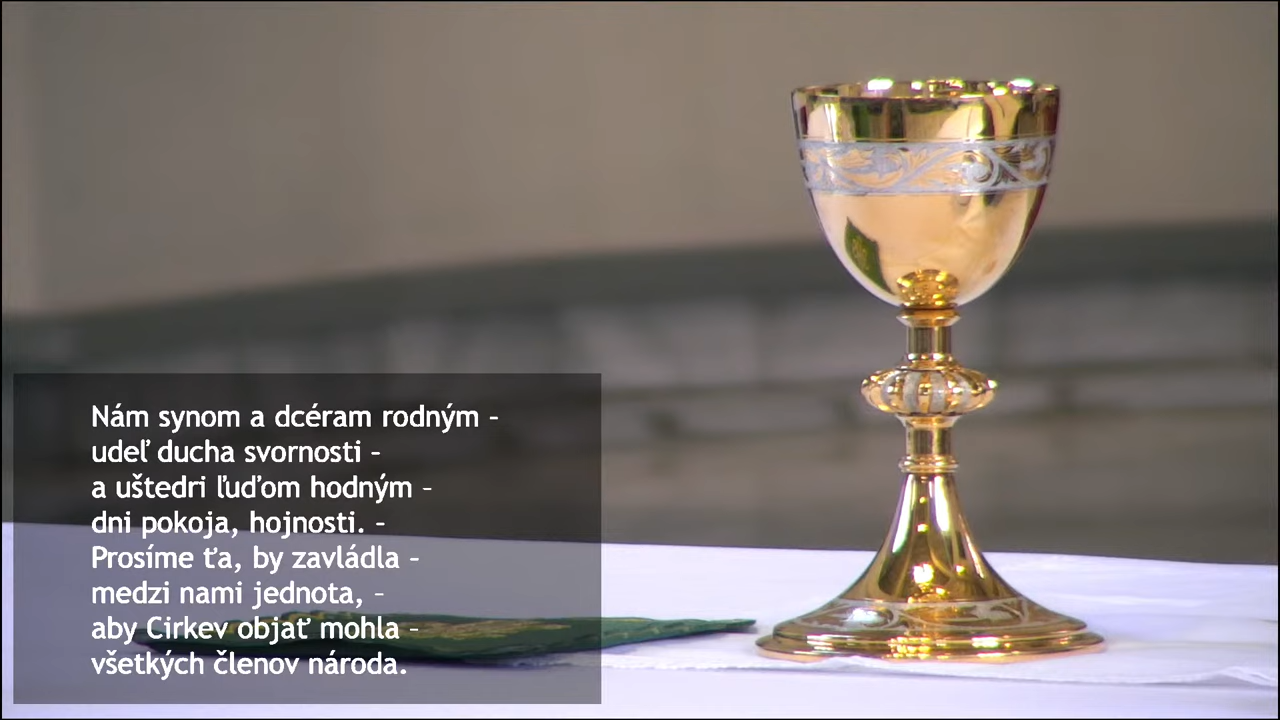 Nám synom a dcéram rodným –
udeľ ducha svornosti –
a uštedri ľuďom hodným –
dni pokoja, hojnosti. –
Prosíme ťa, by zavládla –
medzi nami jednota, –
aby Cirkev objať mohla –
všetkých členov národa.